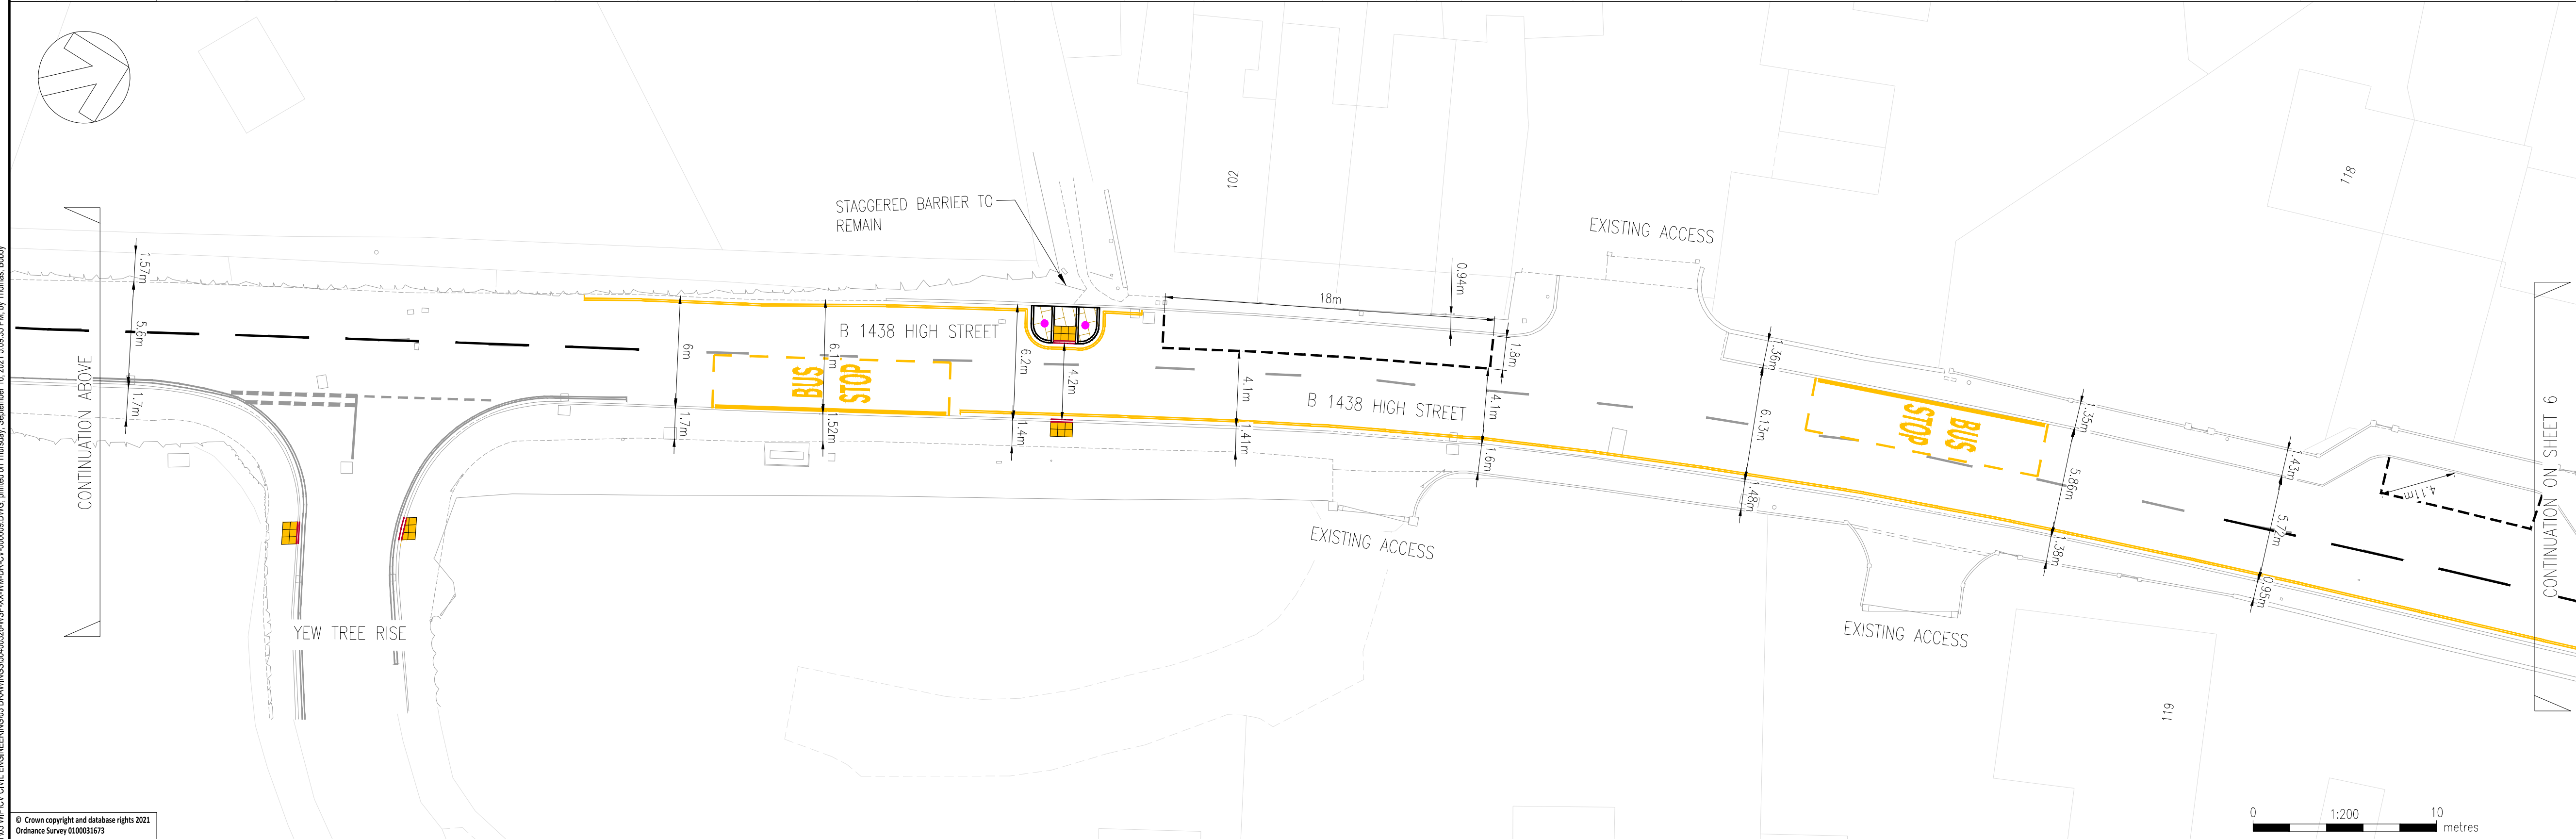 CONTINUATION ABOVE
1.57m
5.6m
1.7m
YEW TREE RISE
STAGGERED BARRIER TO
REMAIN
B 1438 HIGH STREET
6m
1.7m
BUS
STOP
6.1m
1.52m
6.2m
1.4m
4.2m
102
18m
0.94m
1.8m
4.1m
1.41m
B 1438 HIGH STREET
4.1m
1.6m
EXISTING ACCESS
EXISTING ACCESS
1.36m
6.13m
1.48m
BUS
STOP
1.35m
5.86m
1.38m
EXISTING ACCESS
118
119
1.43m
5.72m
0.95m
4.11m
CONTINUATION ON SHEET 6
0 1:200 10
metres
© Crown copyright and database rights 2021
Ordnance Survey 0100031673